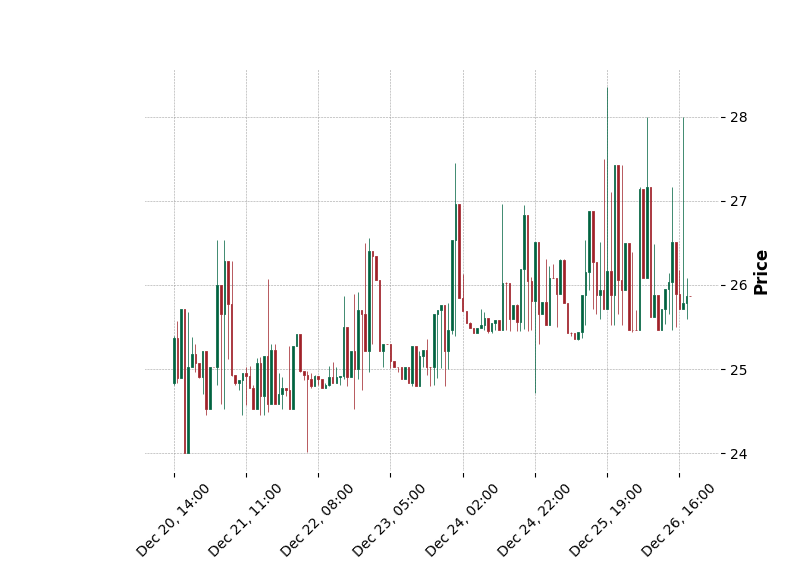 28
27
26
25
24
Price
Dec 20, 14:00
Dec 21, 11:00
Dec 22, 08:00
Dec 23, 05:00
Dec 24, 02:00
Dec 24, 22:00
Dec 25, 19:00
Dec 26, 16:00